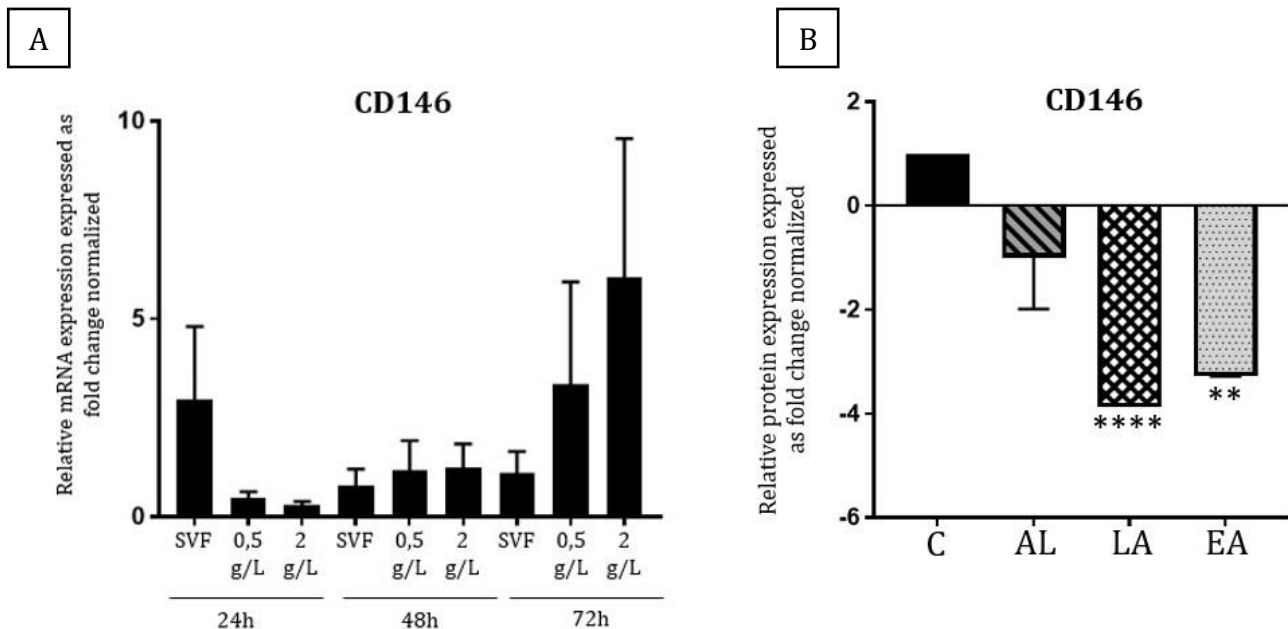 A
CD146
Relative mRNA expression expressed as
fold change normalized
10
5
0
SVF 0,5 2 SVF 0,5 2 SVF 0,5 2
g/L g/L g/L g/L g/L g/L
24h 48h 72h
B
CD146
Relative protein expression expressed
as fold change normalized
2
0
-2
-4
-6
**** **
C AL LA EA